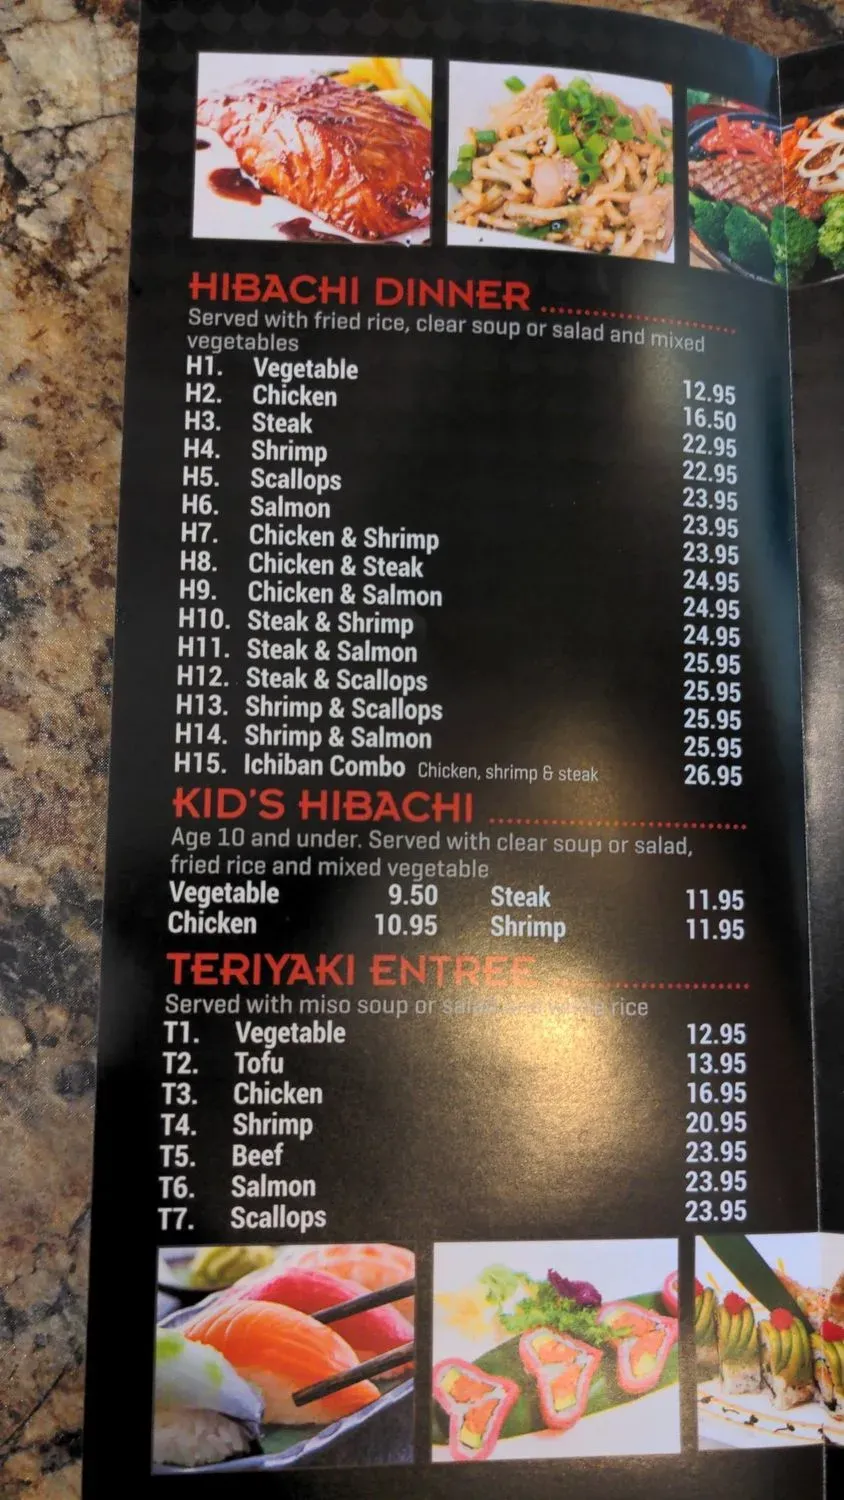 HIBACHI DINNER
Served with fried rice, clear soup or salad and mixed
vegetables
H1. Vegetable 12.95
H2. Chicken 16.50
H3. Steak 22.95
H4. Shrimp 22.95
H5. Scallops 23.95
H6. Salmon 23.95
H7. Chicken & Shrimp 23.95
H8. Chicken & Steak 24.95
H9. Chicken & Salmon 24.95
H10. Steak & Shrimp 24.95
H11. Steak & Salmon 25.95
H12. Steak & Scallops 25.95
H13. Shrimp & Scallops 25.95
H14. Shrimp & Salmon 25.95
H15. Ichiban Combo Chicken, shrimp & steak 26.95
KID'S HIBACHI
Age 10 and under. Served with clear soup or salad,
fried rice and mixed vegetable
Vegetable 9.50 Steak 11.95
Chicken 10.95 Shrimp 11.95
TERIYAKI ENTREE
Served with miso soup or salad and white rice
T1. Vegetable 12.95
T2. Tofu 13.95
T3. Chicken 16.95
T4. Shrimp 20.95
T5. Beef 23.95
T6. Salmon 23.95
T7. Scallops 23.95